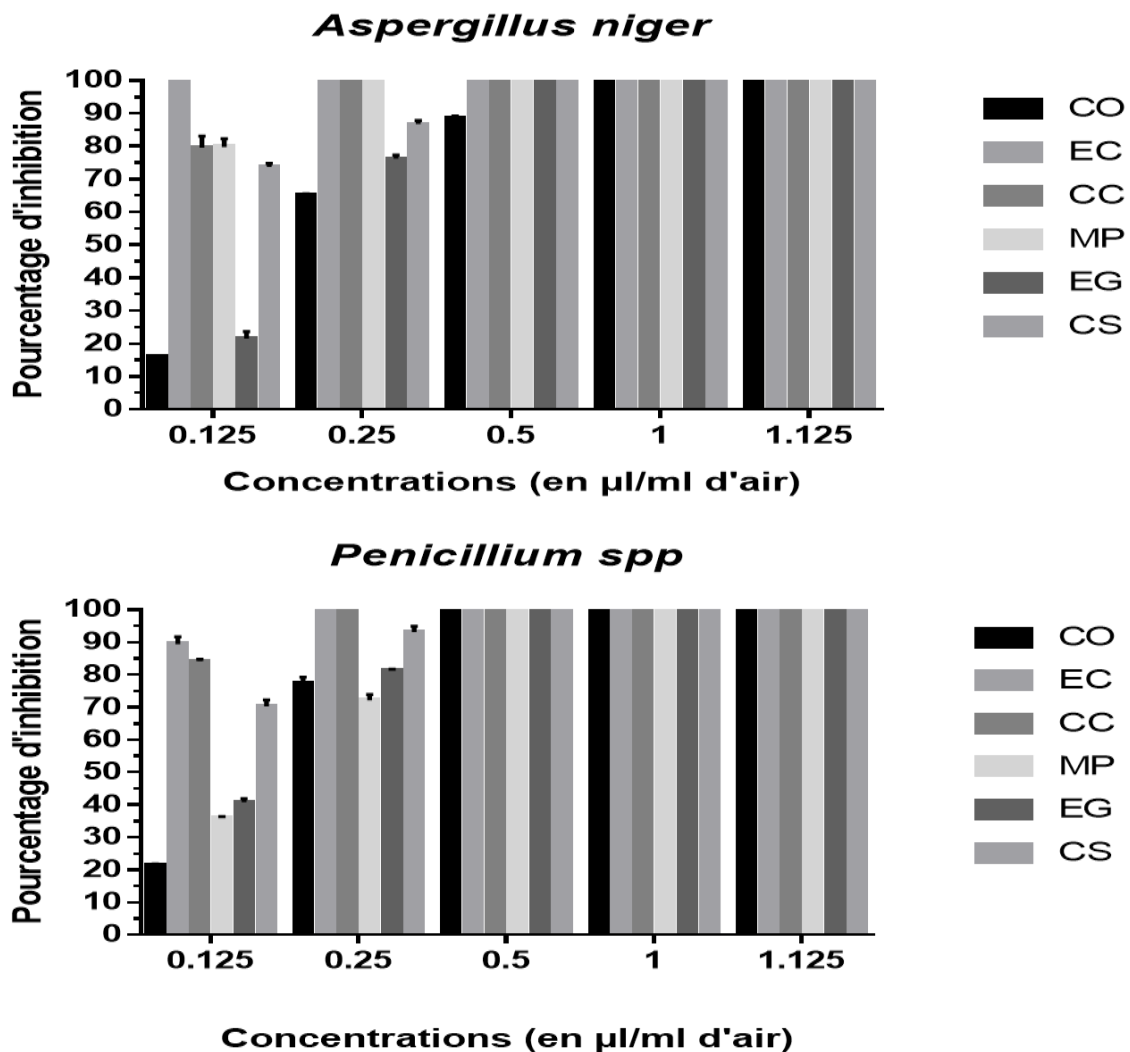 Aspergillus niger
Pourcentage d'inhibition
100
90
80
70
60
50
40
30
20
10
0
0.125 0.25 0.5 1 1.125
Concentrations (en µl/ml d'air)
CO
EC
CC
MP
EG
CS
Penicillium spp
Pourcentage d'inhibition
100
90
80
70
60
50
40
30
20
10
0
0.125 0.25 0.5 1 1.125
Concentrations (en µl/ml d'air)
CO
EC
CC
MP
EG
CS